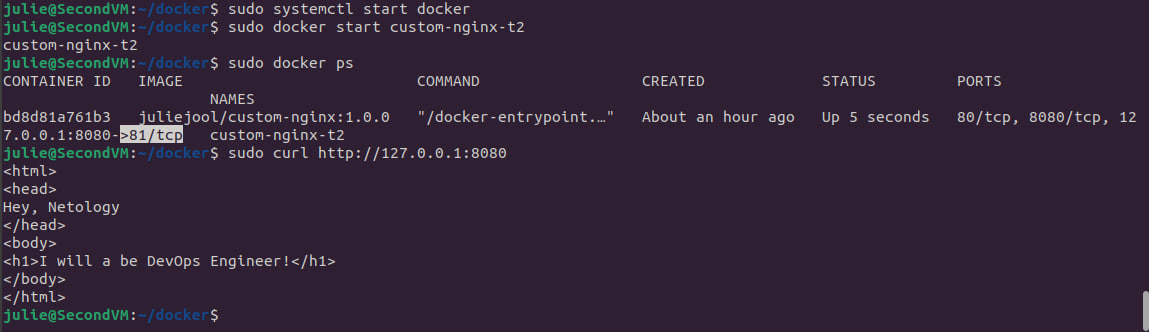 julie@SecondVM:~/docker$ sudo systemctl start docker
julie@SecondVM:~/docker$ sudo docker start custom-nginx-t2
custom-nginx-t2
julie@SecondVM:~/docker$ sudo docker ps
CONTAINER ID   IMAGE                          COMMAND                  CREATED             STATUS         PORTS
                       NAMES
bd8d81a761b3   juliejool/custom-nginx:1.0.0   "/docker-entrypoint.…"   About an hour ago   Up 5 seconds   80/tcp, 8080/tcp, 12
7.0.0.1:8080->81/tcp   custom-nginx-t2
julie@SecondVM:~/docker$ sudo curl http://127.0.0.1:8080
<html>
<head>
Hey, Netology
</head>
<body>
<h1>I will a be DevOps Engineer!</h1>
</body>
</html>
julie@SecondVM:~/docker$